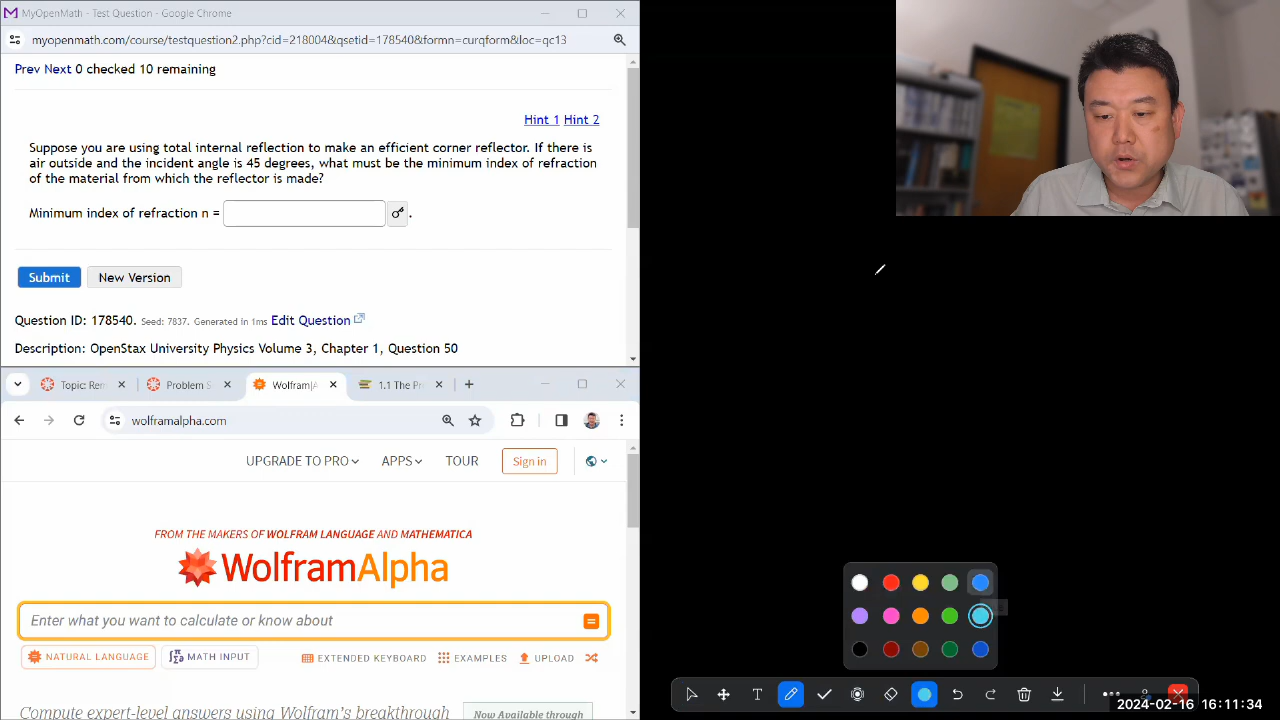 MyOpenMath - Test Question - Google Chrome
myopenmath.com/course/testquestion2.php?cid=218004&qsetid=178540&formn=curqform&loc=qc13
Prev Next 0 checked 10 remaining
Hint 1 Hint 2
Suppose you are using total internal reflection to make an efficient corner reflector. If there is
air outside and the incident angle is 45 degrees, what must be the minimum index of refraction
of the material from which the reflector is made?
Minimum index of refraction n = .
Submit New Version
Question ID: 178540. Seed: 7837. Generated in 1ms Edit Question
Description: OpenStax University Physics Volume 3, Chapter 1, Question 50
Topic: Rem Problem S Wolfram|A 1.1 The Pr
wolframalpha.com
UPGRADE TO PRO APPS TOUR Sign in
FROM THE MAKERS OF WOLFRAM LANGUAGE AND MATHEMATICA
WolframAlpha
Enter what you want to calculate or know about
NATURAL LANGUAGE MATH INPUT EXTENDED KEYBOARD EXAMPLES UPLOAD
Compute expert-level answers using Wolfram's breakthrough
Now Available through
2024-02-16 16:11:34